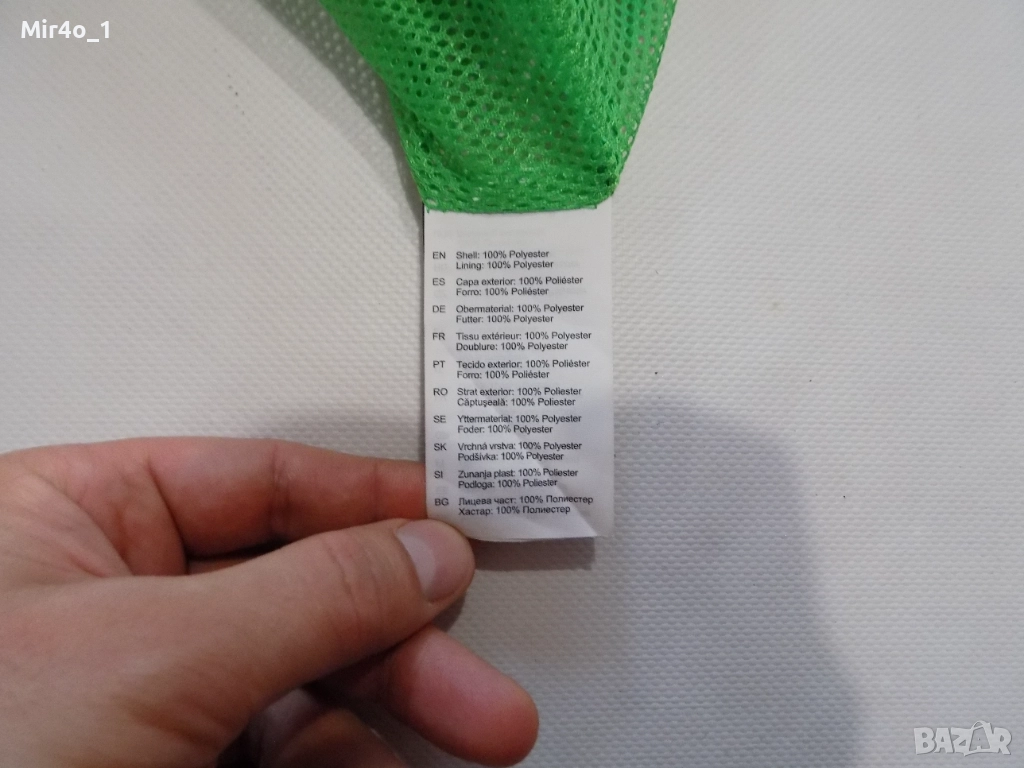 Mir4o_1
EN Shell: 100% Polyester
Lining: 100% Polyester
ES Capa exterior: 100% Poliéster
Forro: 100% Poliéster
DE Obermaterial: 100% Polyester
Futter: 100% Polyester
FR Tissu extérieur: 100% Polyester
Doublure: 100% Polyester
PT Tecido exterior: 100% Poliéster
Forro: 100% Poliéster
RO Strat exterior: 100% Poliester
Căptuşeală: 100% Poliester
SE Yttermaterial: 100% Polyester
Foder: 100% Polyester
SK Vrchná vrstva: 100% Polyester
Podšívka: 100% Polyester
SI Zunanja plast: 100% Poliester
Podloga: 100% Poliester
BG Лицева част: 100% Полиестер
Хастар: 100% Полиестер
BAZAR